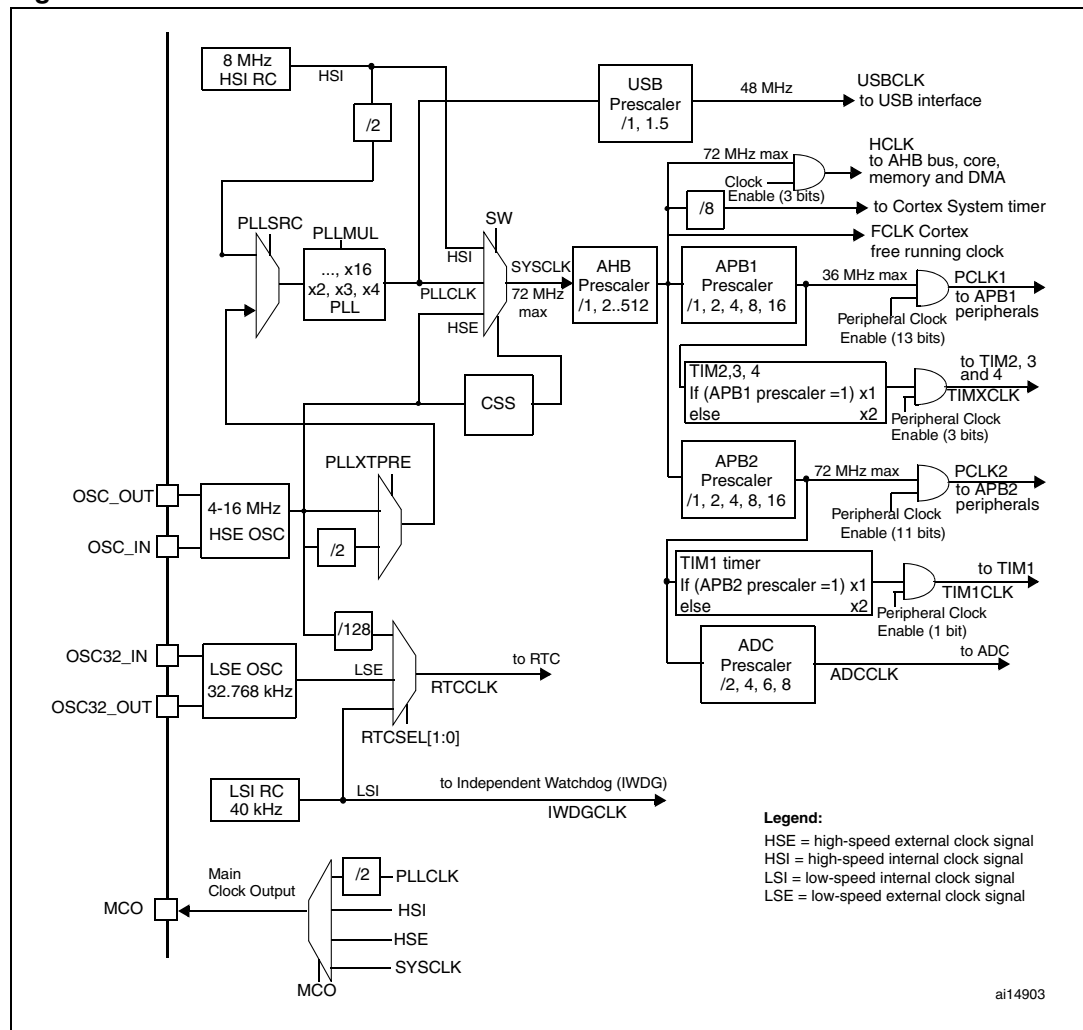 8 MHz
HSI RC
HSI
/2
USB
Prescaler
/1, 1.5
48 MHz
USBCLK
to USB interface
72 MHz max
Clock
Enable (3 bits)
HCLK
to AHB bus, core,
memory and DMA
/8
to Cortex System timer
FCLK Cortex
free running clock
PLLSRC
PLLMUL
..., x16
x2, x3, x4
PLL
SW
HSI
PLLCLK
HSE
SYSCLK
72 MHz
max
AHB
Prescaler
/1, 2..512
APB1
Prescaler
/1, 2, 4, 8, 16
36 MHz max
PCLK1
to APB1
peripherals
Peripheral Clock
Enable (13 bits)
TIM2,3, 4
If (APB1 prescaler =1) x1
else x2
to TIM2, 3
and 4
TIMXCLK
Peripheral Clock
Enable (3 bits)
CSS
PLLXTPRE
OSC_OUT
OSC_IN
4-16 MHz
HSE OSC
/2
APB2
Prescaler
/1, 2, 4, 8, 16
72 MHz max
PCLK2
to APB2
peripherals
Peripheral Clock
Enable (11 bits)
TIM1 timer
If (APB2 prescaler =1) x1
else x2
to TIM1
TIM1CLK
Peripheral Clock
Enable (1 bit)
ADC
Prescaler
/2, 4, 6, 8
to ADC
ADCCLK
/128
OSC32_IN
OSC32_OUT
LSE OSC
32.768 kHz
LSE
to RTC
RTCCLK
RTCSEL[1:0]
LSI RC
40 kHz
LSI
to Independent Watchdog (IWDG)
IWDGCLK
Legend:
HSE = high-speed external clock signal
HSI = high-speed internal clock signal
LSI = low-speed internal clock signal
LSE = low-speed external clock signal
Main
Clock Output
MCO
/2
PLLCLK
HSI
HSE
SYSCLK
MCO
ai14903